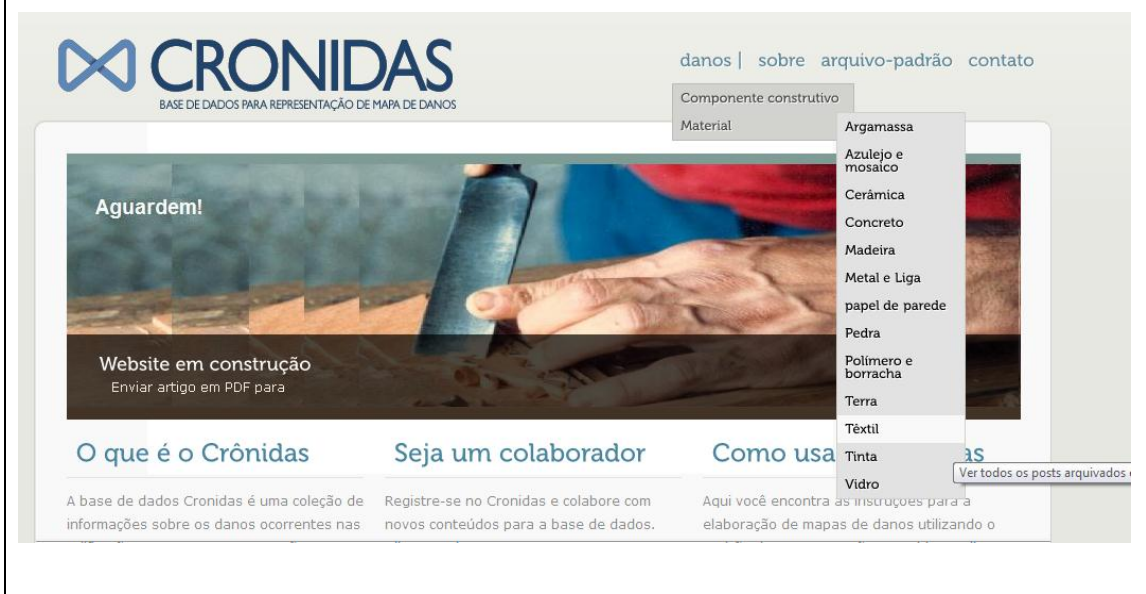 CRONIDAS
BASE DE DADOS PARA REPRESENTAÇÃO DE MAPA DE DANOS
danos | sobre arquivo-padrão contato
Componente construtivo
Material
Argamassa
Azulejo e
mosaico
Cerâmica
Concreto
Madeira
Metal e Liga
papel de parede
Pedra
Polímero e
borracha
Terra
Têxtil
Tinta
Vidro
Ver todos os posts arquivados
Aguardem!
Website em construção
Enviar artigo em PDF para
O que é o Crônidas
A base de dados Cronidas é uma coleção de
informações sobre os danos ocorrentes nas
Seja um colaborador
Registre-se no Cronidas e colabore com
novos conteúdos para a base de dados.
Como usa as
Aqui você encontra as instruções para a
elaboração de mapas de danos utilizando o